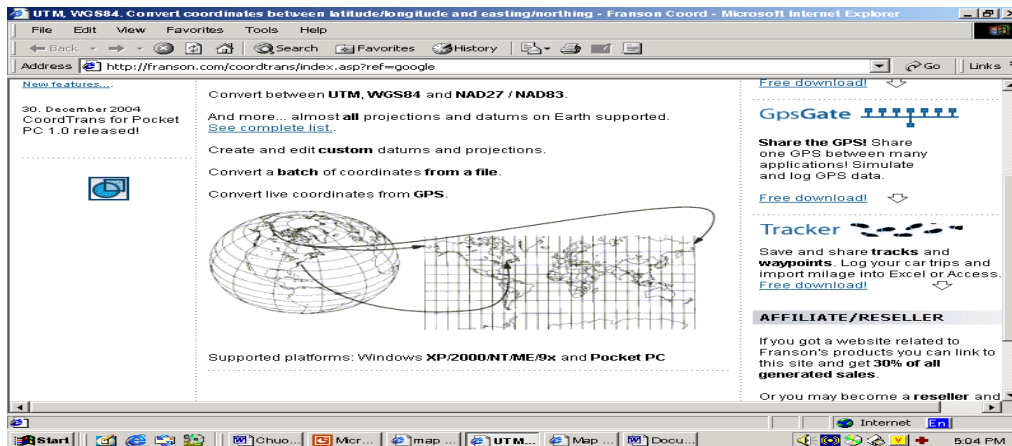 UTM, WGS84. Convert coordinates between latitude/longitude and easting/northing - Franson Coord - Microsoft Internet Explorer
File Edit View Favorites Tools Help
Back Search Favorites History
Address http://franson.com/coordtrans/index.asp?ref=google Go Links
New features...
30. December 2004
CoordTrans for Pocket
PC 1.0 released!
Convert between UTM, WGS84 and NAD27 / NAD83.
And more... almost all projections and datums on Earth supported.
See complete list..
Create and edit custom datums and projections.
Convert a batch of coordinates from a file.
Convert live coordinates from GPS.
Supported platforms: Windows XP/2000/NT/ME/9x and Pocket PC
Free download!
GpsGate
Share the GPS! Share
one GPS between many
applications! Simulate
and log GPS data.
Free download!
Tracker
Save and share tracks and
waypoints. Log your car trips and
import milage into Excel or Access.
Free download!
AFFILIATE/RESELLER
If you got a website related to
Franson's products you can link to
this site and get 30% of all
generated sales.
Or you may become a reseller and
Internet En
Start Chuo... Micr... map ... UTM... Map ... Docu... 5:04 PM